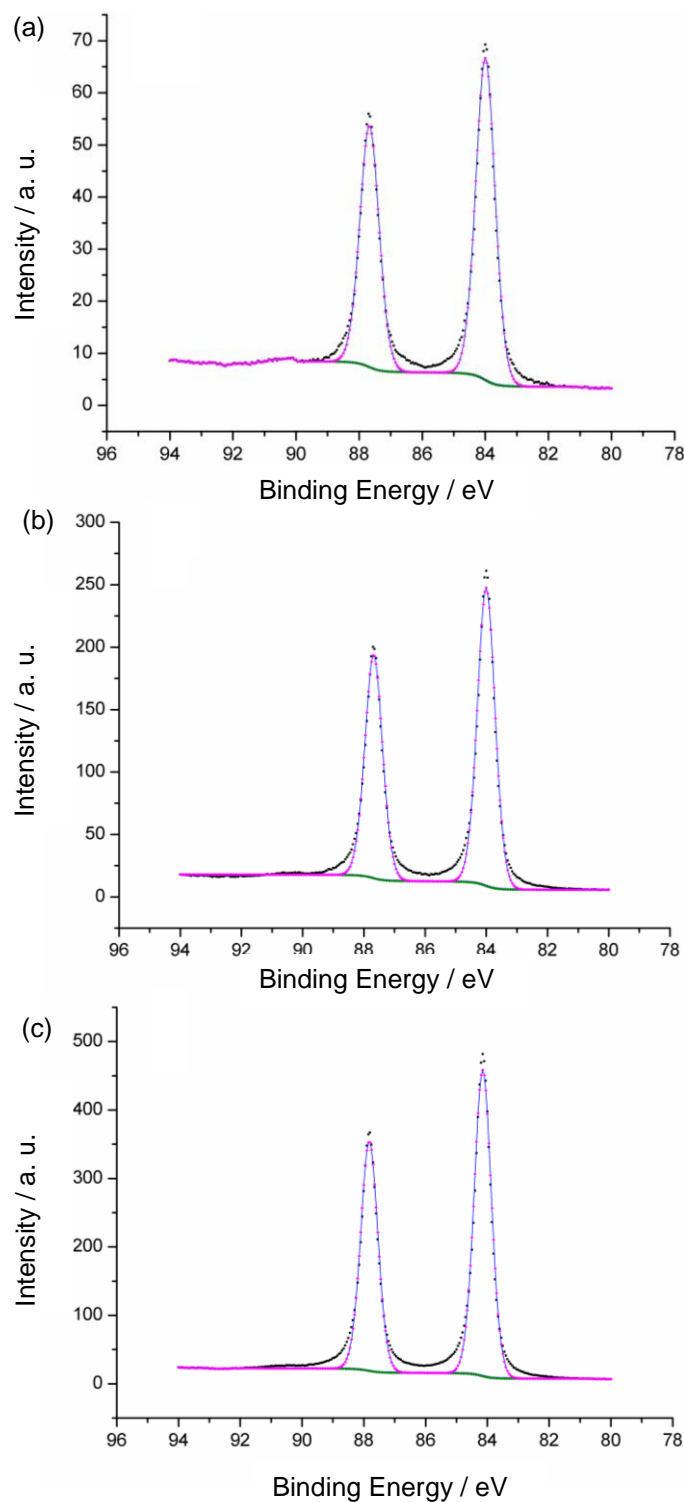 (a)
70
60
50
40
30
20
10
0
96 94 92 90 88 86 84 82 80 78
Intensity / a. u.
Binding Energy / eV
(b)
300
250
200
150
100
50
0
96 94 92 90 88 86 84 82 80 78
Intensity / a. u.
Binding Energy / eV
(c)
500
400
300
200
100
0
96 94 92 90 88 86 84 82 80 78
Intensity / a. u.
Binding Energy / eV